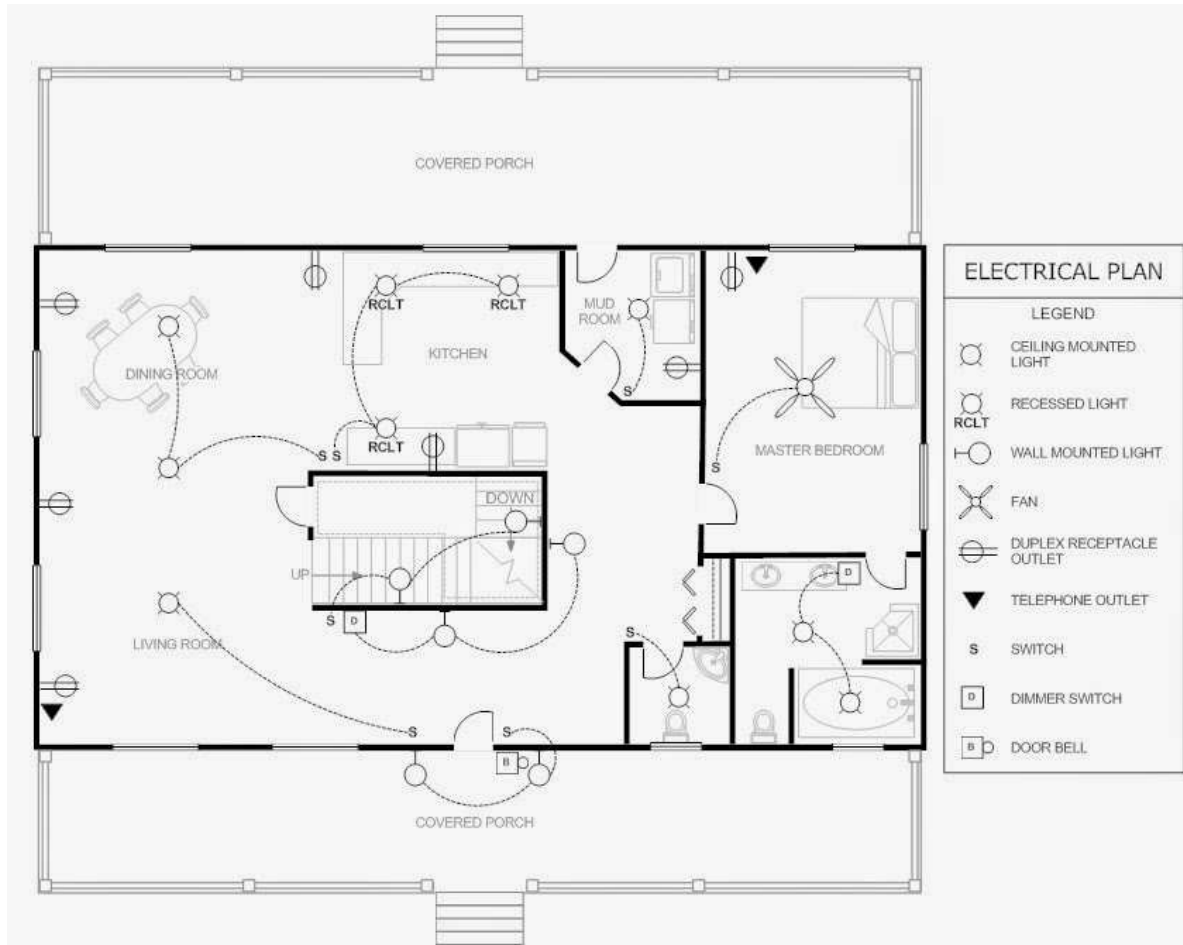 COVERED PORCH
RCLT
RCLT
MUD
ROOM
KITCHEN
DINING ROOM
S
RCLT
S S
MASTER BEDROOM
S
DOWN
UP
S
D
S
D
LIVING ROOM
S
S
B
COVERED PORCH
ELECTRICAL PLAN
LEGEND
CEILING MOUNTED
LIGHT
RECESSED LIGHT
RCLT
WALL MOUNTED LIGHT
FAN
DUPLEX RECEPTACLE
OUTLET
TELEPHONE OUTLET
S SWITCH
D DIMMER SWITCH
B DOOR BELL